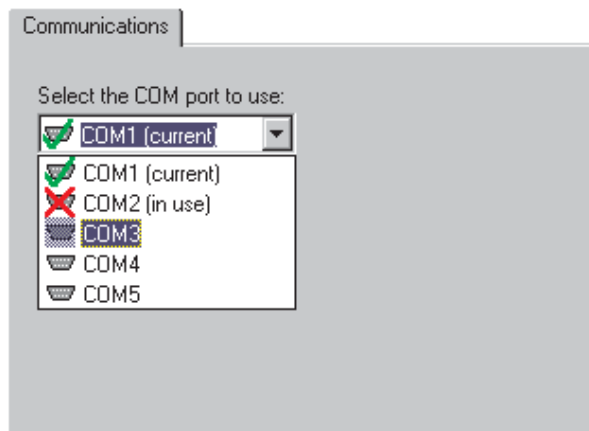 Communications
Select the COM port to use:
COM1 (current)
COM1 (current)
COM2 (in use)
COM3
COM4
COM5